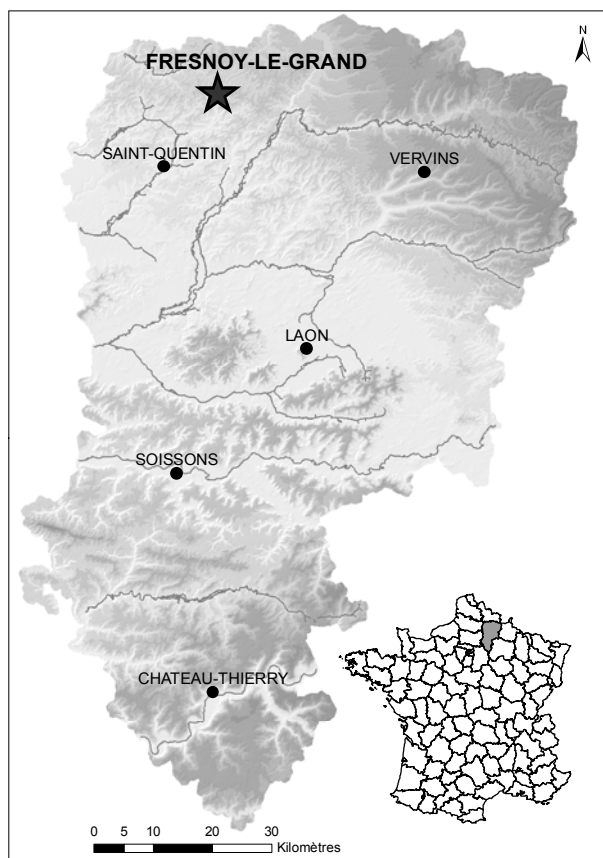 N
FRESNOY-LE-GRAND
SAINT-QUENTIN
VERVINS
LAON
SOISSONS
CHATEAU-THIERRY
0 5 10 20 30
Kilomètres